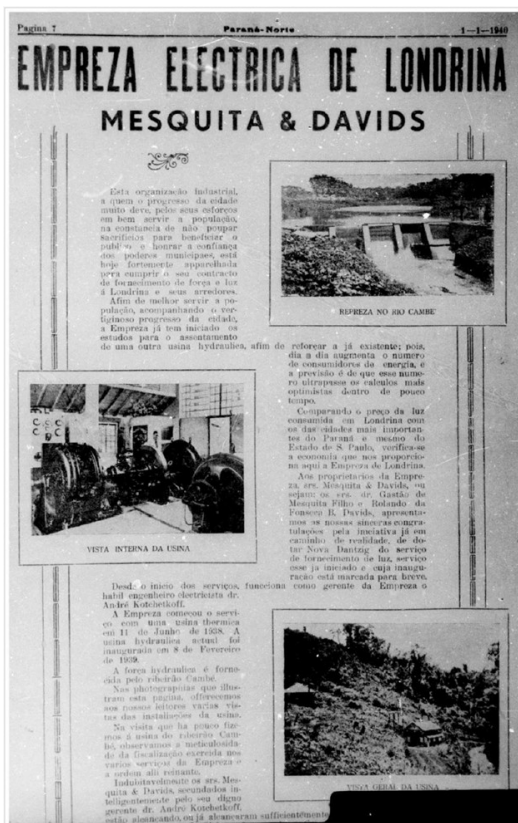 Pagina 7
Paraná-Norte
1—1—1940
EMPREZA ELECTRICA DE LONDRINA
MESQUITA & DAVIDS
Esta organização industrial,
a quem o progresso da cidade
muito deve, pelos seus esforços
em bem servir a população,
na constancia de não poupar
sacrificios para beneficiar o
publico e honrar a confiança
dos poderes municipaes, está
hoje fortemente apparelhada
para cumprir o seu contracto
de fornecimento de força e luz
á Londrina e seus arredores.
Afim de melhor servir a po-
pulação, acompanhando o ver-
tiginoso progresso da cidade,
a Empreza já tem iniciado os
estudos para o assentamento
de uma outra usina hydraulica, afim de reforçar a já existente; pois,
REPREZA NO RIO CAMBÉ
dia a dia augmenta o numero
de consumidores de energia, e
a previsão é de que esse nume-
ro ultrapasse os calculos mais
optimistas dentro de pouco
tempo.
Comparando o preço da luz
consumida em Londrina com
os das cidades mais importan-
tes do Paraná e mesmo do
Estado de S. Paulo, verifica-se
a economia que nos proporcio-
na aqui a Empreza de Londrina.
Aos proprietarios da Empre-
za, srs. Mesquita & Davids, ou
sejam: os srs. dr. Gastão de
Mesquita Filho e Rolando da
Fonseca B. Davids, apresenta-
mos as nossas sinceras congra-
tulações pela iniciativa já em
caminho de realidade, de do-
tar Nova Dantzig do serviço
de fornecimento de luz, serviço
esse ja iniciado e cuja inaugu-
ração está marcada para breve.
VISTA INTERNA DA USINA
Desde o inicio dos serviços, funcciona como gerente da Empreza o
habil engenheiro electricista dr.
André Kotchetkoff.
A Empreza começou o servi-
ço com uma usina thermica
em 11 de Junho de 1938. A
usina hydraulica actual foi
inaugurada em 8 de Fevereiro
de 1939.
A força hydraulica é forne-
cida pelo ribeirão Cambé.
Nas photographias que illus-
tram esta pagina, offerecemos
aos nossos leitores varias vis-
tas das installações da usina.
Na visita que ha pouco fize-
mos á usina do ribeirão Cam-
bé, observamos a meticulosida-
de da fiscalização exercida nos
varios serviços da Empreza e
a ordem alli reinante.
Indubitavelmente os srs. Mes-
quita & Davids, secundados in-
telligentemente pelo seu digno
gerente dr. André Kotchetkoff,
estão alcançando, ou já alcançaram sufficientemente
VISTA GERAL DA USINA